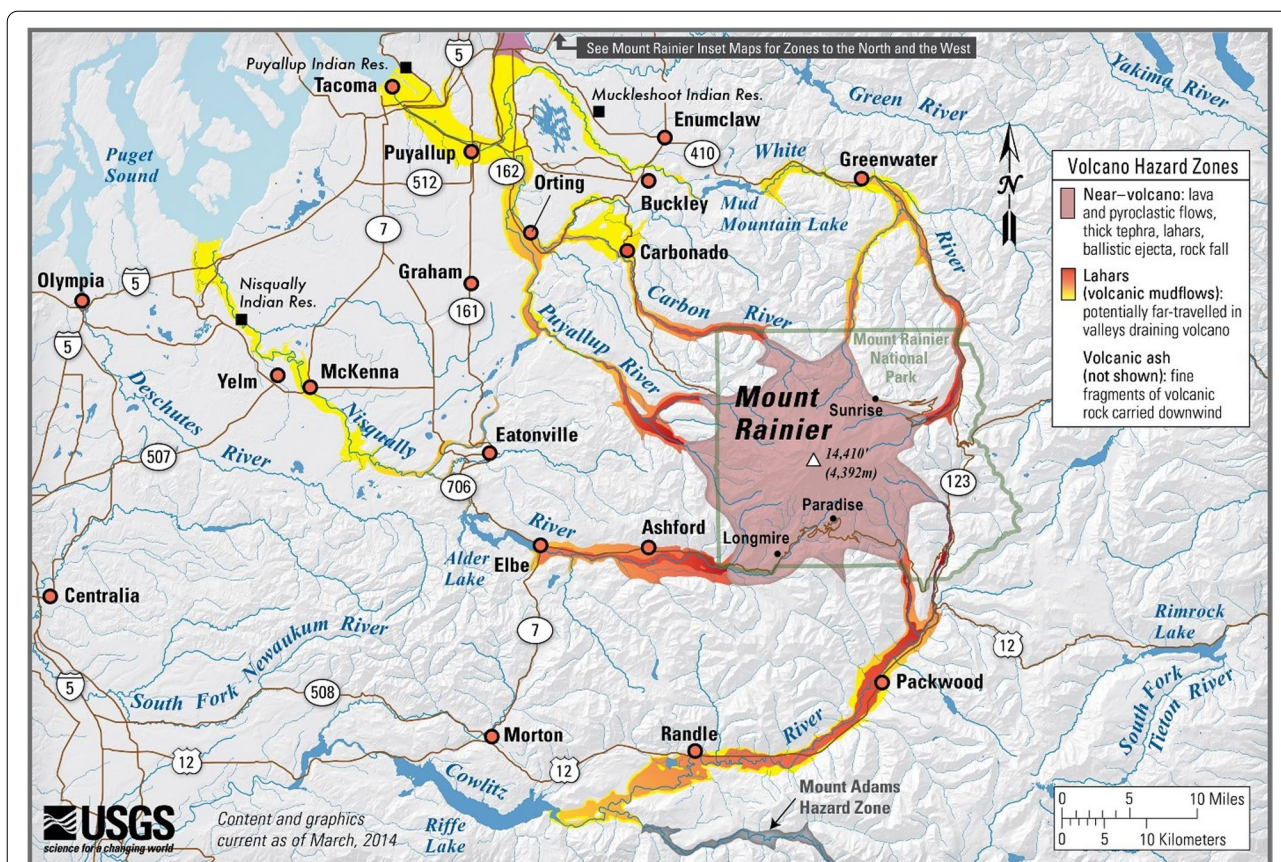 See Mount Rainier Inset Maps for Zones to the North and the West
5
Puyallup Indian Res.
Tacoma
Muckleshoot Indian Res.
Green River
Yakima River
Enumclaw
410
White
Greenwater
Puget
Sound
Puyallup
162
512
Orting
Buckley
Mud
Mountain Lake
River
N
7
Carbonado
Graham
161
Carbon River
Olympia
5
Nisqually
Indian Res.
5
Puyallup River
Mount Rainier
National
Park
Mount
Rainier
Sunrise
14,410'
(4,392m)
Yelm
McKenna
Deschutes
River
Nisqually
Eatonville
507
706
123
Paradise
Longmire
River
Ashford
Alder
Lake
Elbe
Centralia
7
Rimrock
Lake
12
South Fork Newaukum River
5
508
Packwood
South Fork
Tieton River
Morton
Randle
River
12
12
Cowlitz
Riffe
Lake
Mount Adams
Hazard Zone
Volcano Hazard Zones
Near–volcano: lava
and pyroclastic flows,
thick tephra, lahars,
ballistic ejecta, rock fall
Lahars
(volcanic mudflows):
potentially far-travelled in
valleys draining volcano
Volcanic ash
(not shown): fine
fragments of volcanic
rock carried downwind
USGS
science for a changing world
Content and graphics
current as of March, 2014
0 5 10 Miles
0 5 10 Kilometers